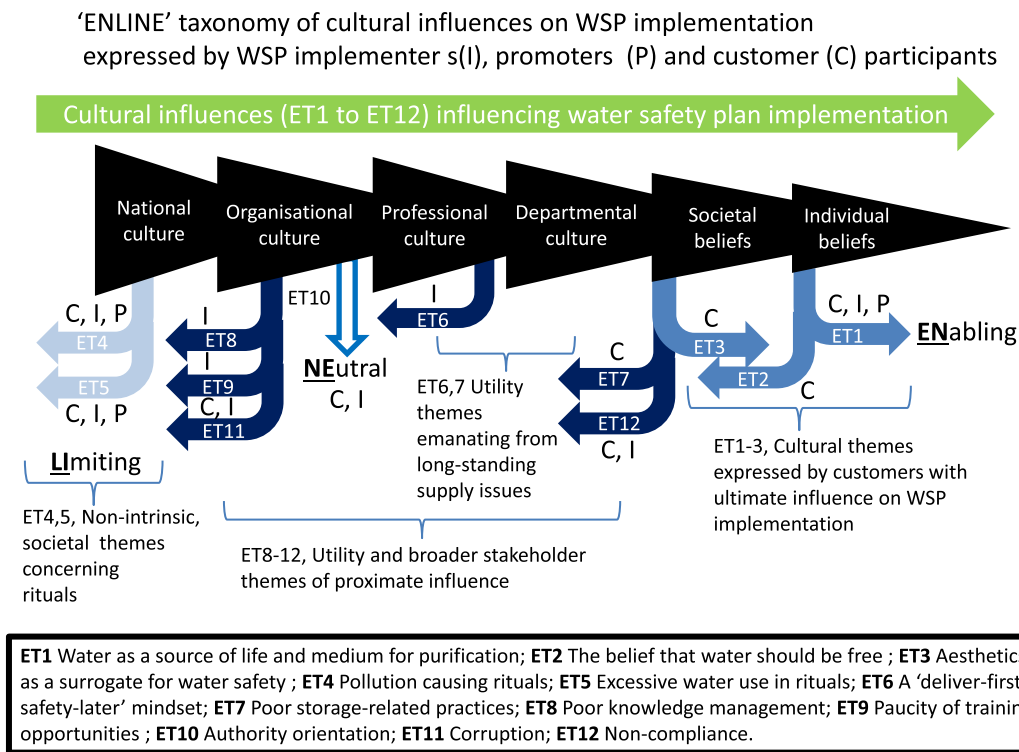 ‘ENLINE’ taxonomy of cultural influences on WSP implementation
expressed by WSP implementer s(I), promoters (P) and customer (C) participants
Cultural influences (ET1 to ET12) influencing water safety plan implementation
National
culture
Organisational
culture
Professional
culture
Departmental
culture
Societal
beliefs
Individual
beliefs
C, I, P
ET4
ET5
C, I, P
LImiting
I
ET8
I
ET9
C, I
ET11
ET10
NEutral
C, I
I
ET6
C
ET7
ET12
C, I
C
ET3
ET2
C
C, I, P
ET1
ENabling
ET4,5, Non-intrinsic,
societal themes
concerning
rituals
ET8-12, Utility and broader stakeholder
themes of proximate influence
ET6,7 Utility
themes
emanating from
long-standing
supply issues
ET1-3, Cultural themes
expressed by customers with
ultimate influence on WSP
implementation
ET1 Water as a source of life and medium for purification; ET2 The belief that water should be free ; ET3 Aesthetics
as a surrogate for water safety ; ET4 Pollution causing rituals; ET5 Excessive water use in rituals; ET6 A ‘deliver-first,
safety-later’ mindset; ET7 Poor storage-related practices; ET8 Poor knowledge management; ET9 Paucity of training
opportunities ; ET10 Authority orientation; ET11 Corruption; ET12 Non-compliance.